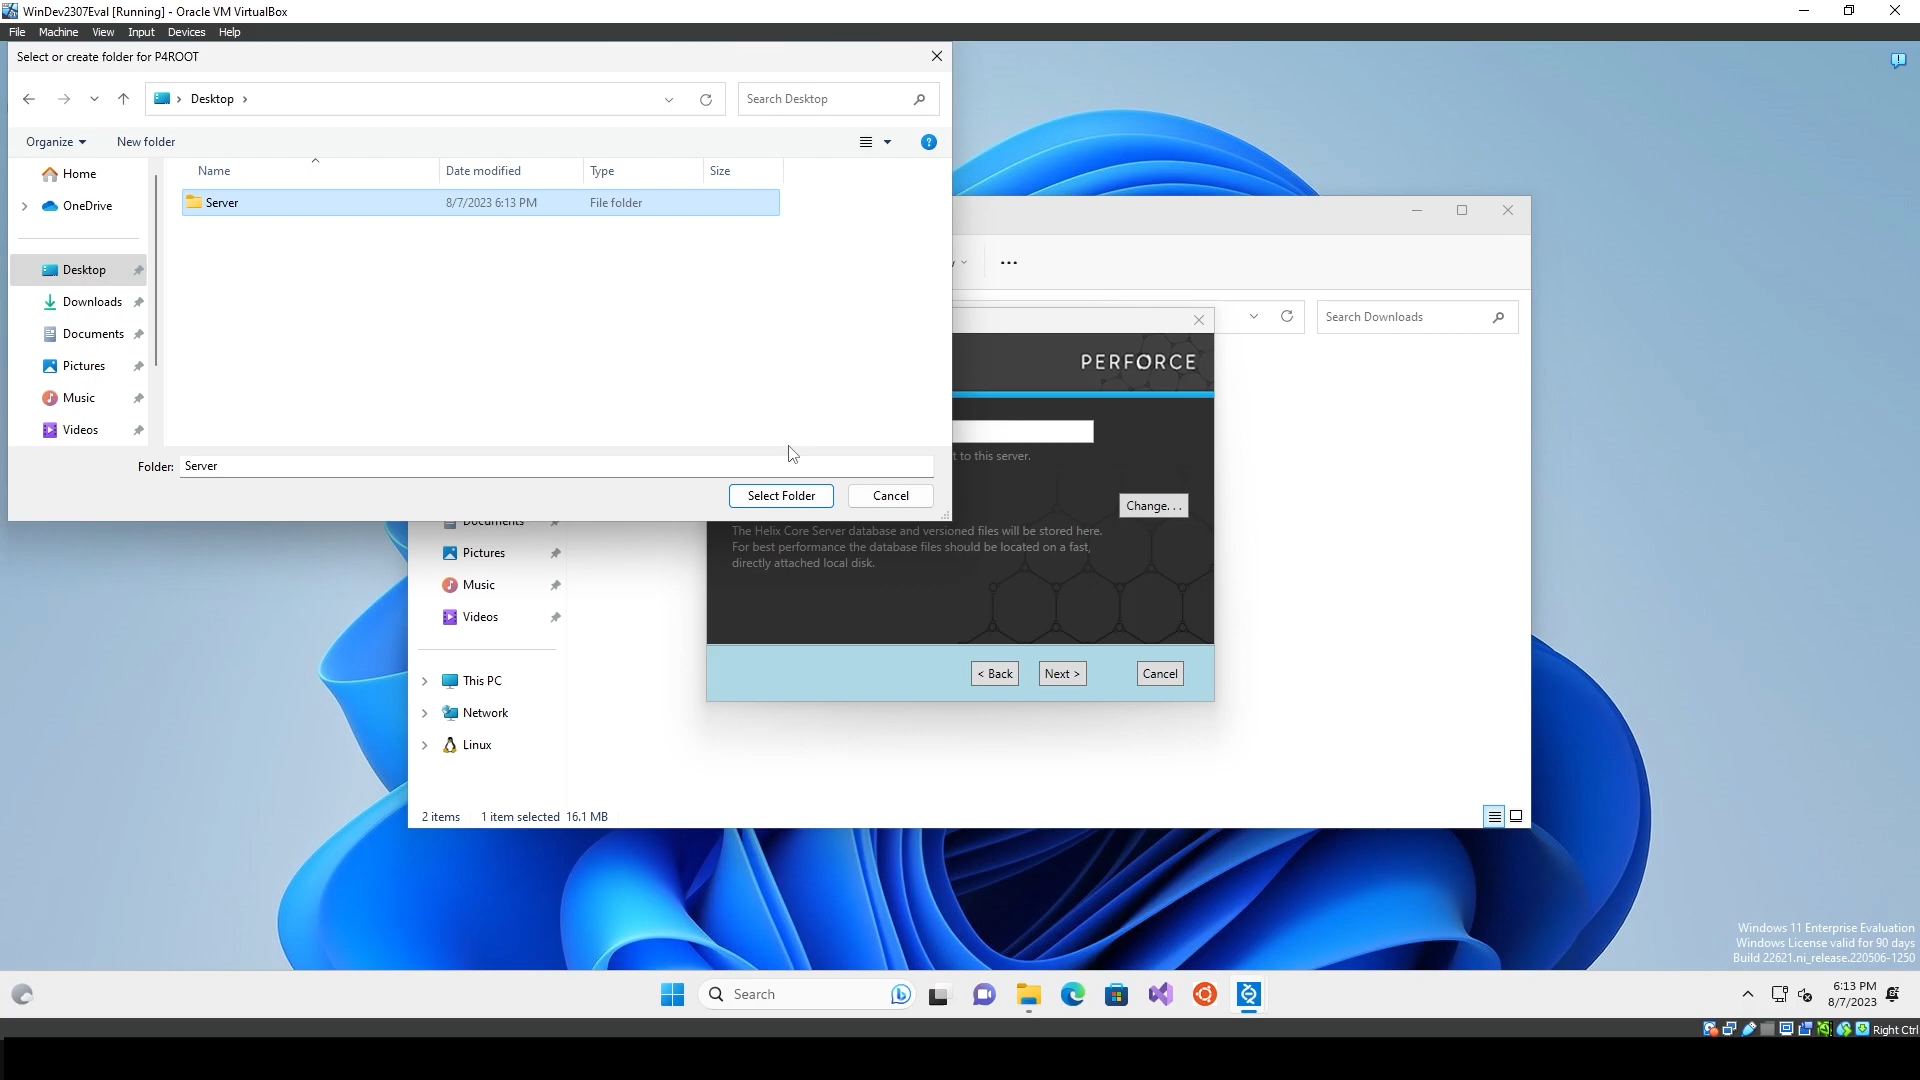 WinDev2307Eval [Running] - Oracle VM VirtualBox
File Machine View Input Devices Help
Select or create folder for P4ROOT
Desktop
Search Desktop
Organize
New folder
Name
Date modified
Type
Size
Home
OneDrive
Server
8/7/2023 6:13 PM
File folder
Desktop
Downloads
Documents
Pictures
Music
Videos
Folder:
Server
Select Folder
Cancel
Search Downloads
PERFORCE
t to this server.
Change. . .
The Helix Core Server database and versioned files will be stored here.
For best performance the database files should be located on a fast,
directly attached local disk.
< Back
Next >
Cancel
Documents
Pictures
Music
Videos
This PC
Network
Linux
2 items
1 item selected 16.1 MB
Windows 11 Enterprise Evaluation
Windows License valid for 90 days
Build 22621.ni_release.220506-1250
Search
6:13 PM
8/7/2023
Right Ctrl